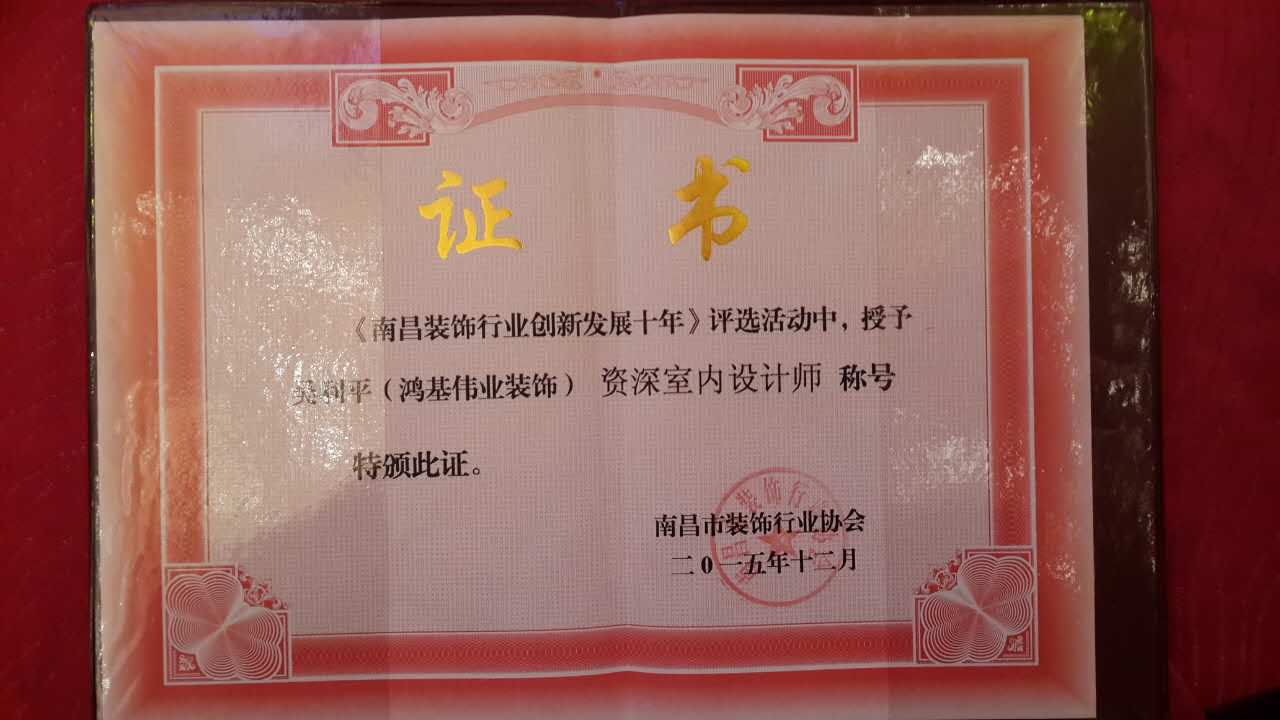 证书
《南昌装饰行业创新发展十年》评选活动中，授予
吴利平（鸿基伟业装饰） 资深室内设计师 称号
特颁此证。
南昌市装饰行业协会
二0一五年十二月